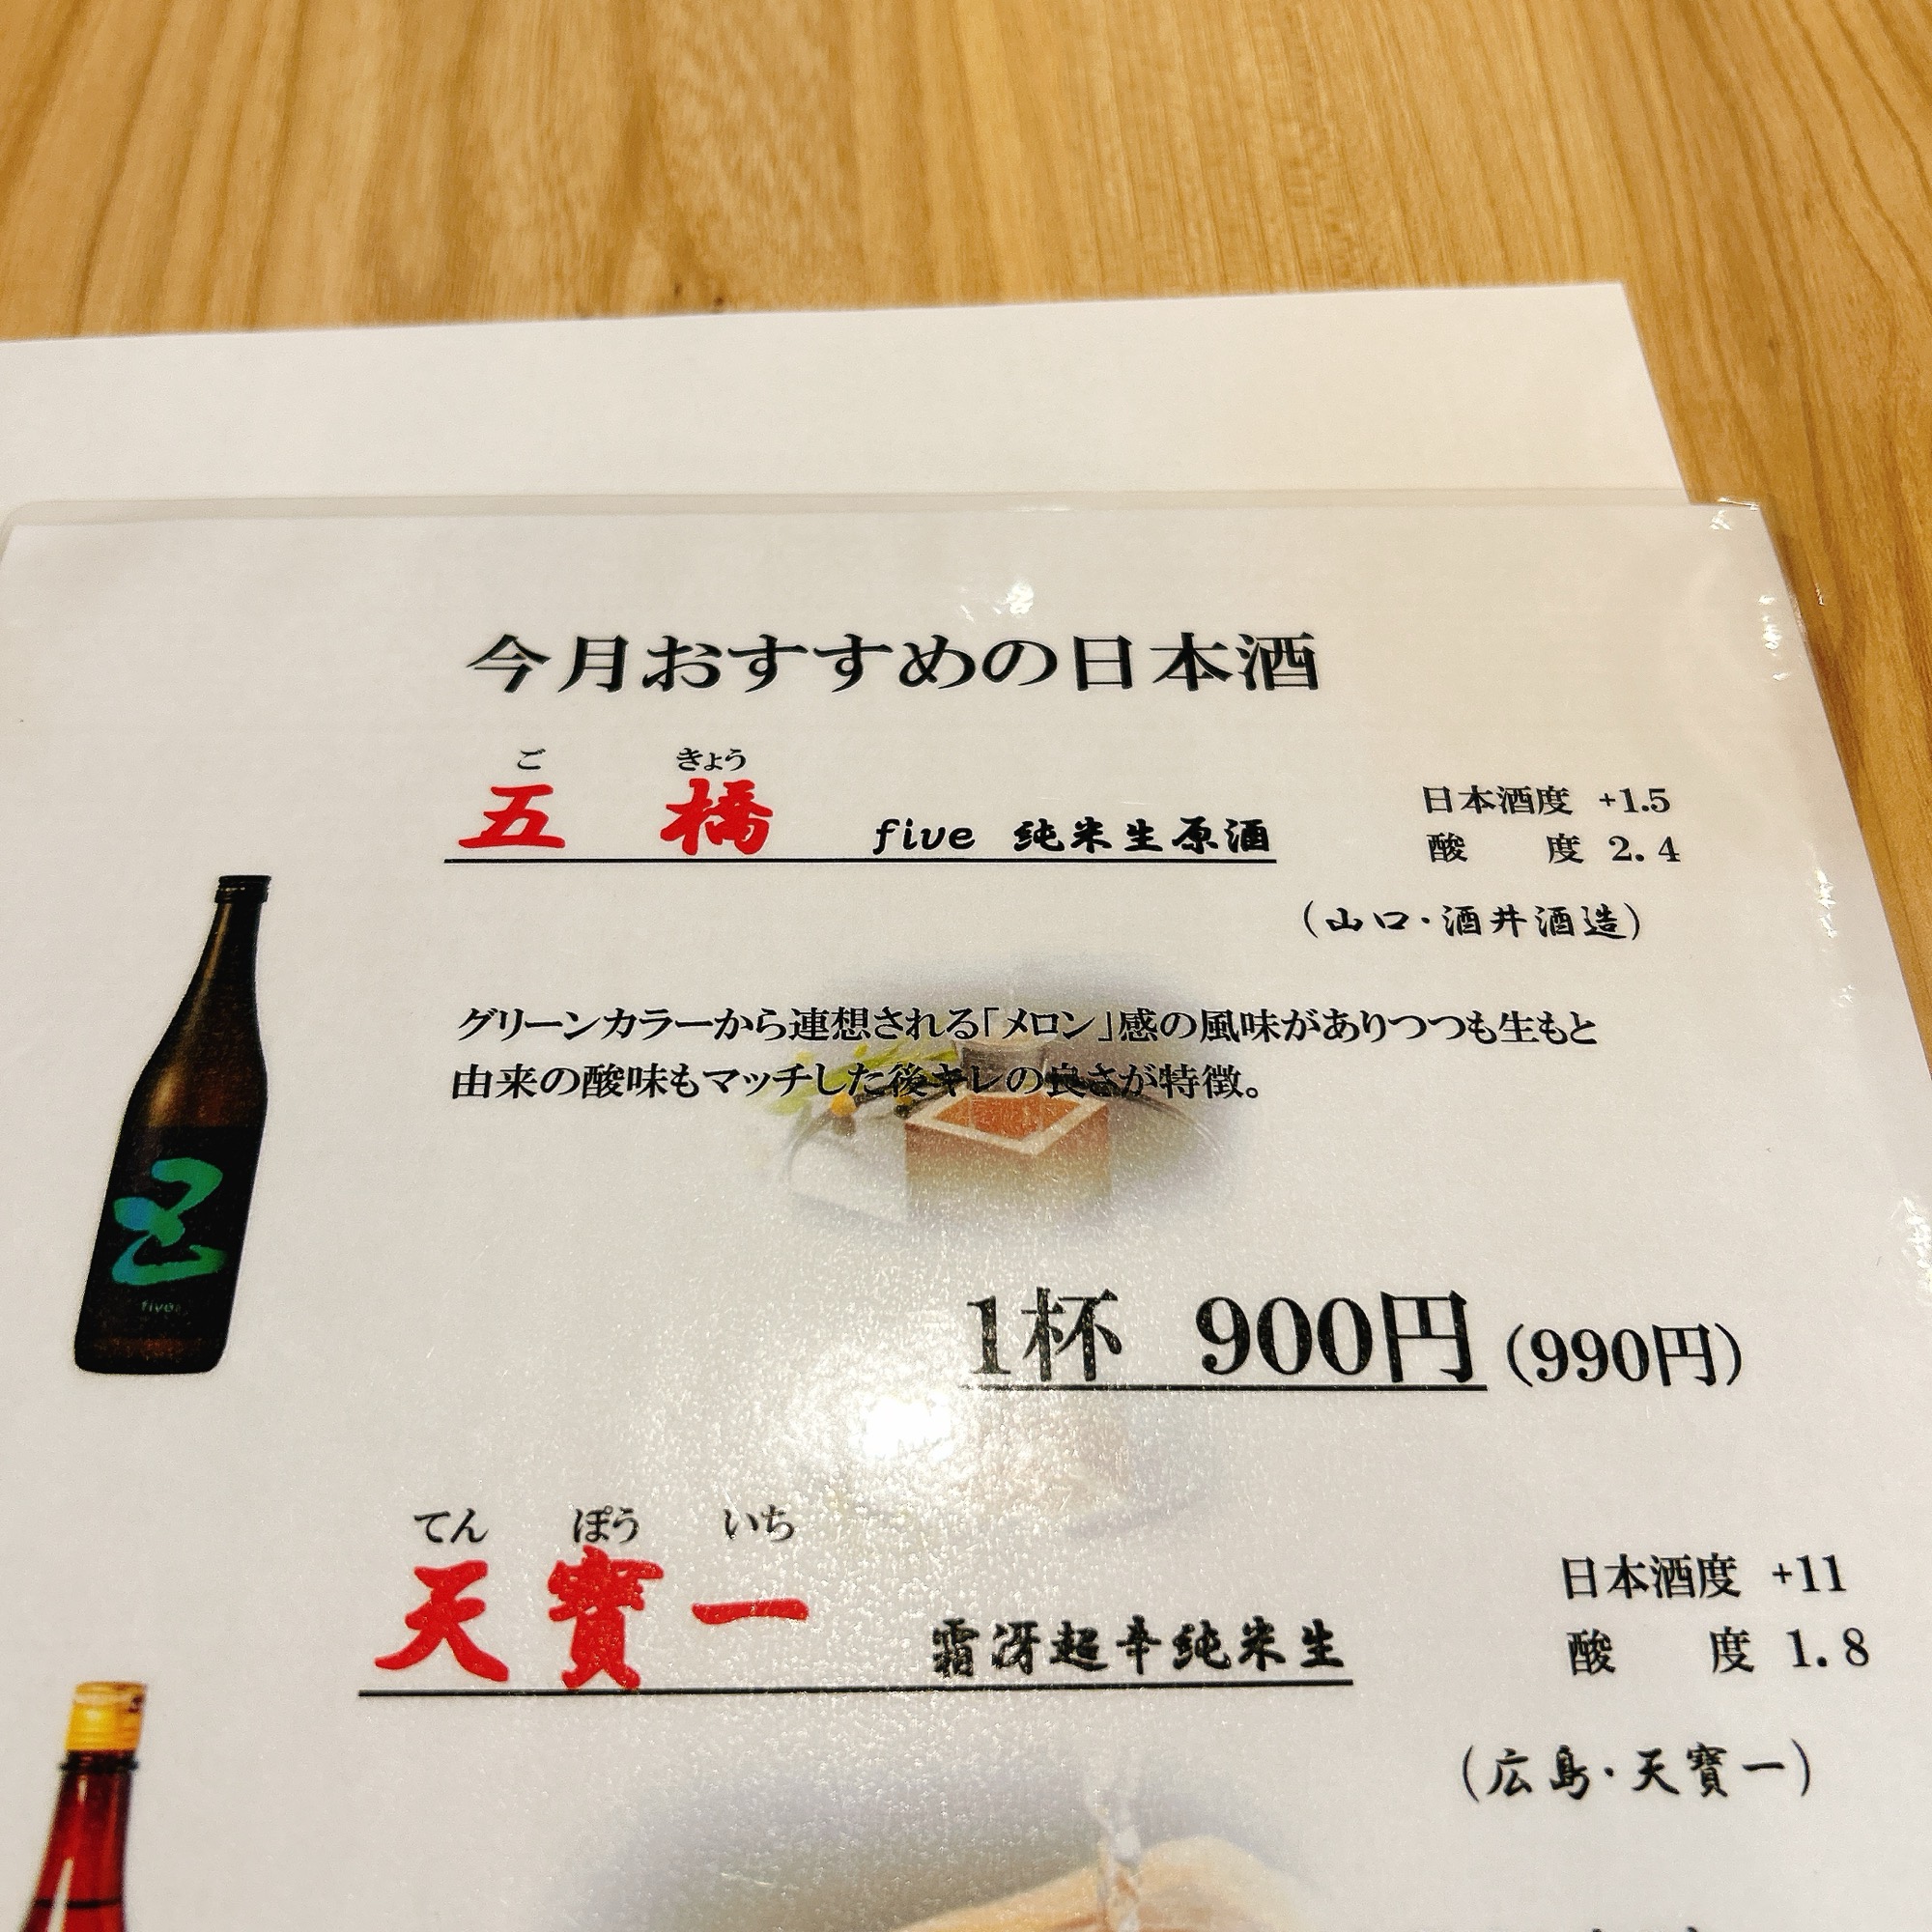 今月おすすめの日本酒
ご きょう
五 橋 five 純米生原酒
日本酒度 +1.5
酸 度 2.4
(山口・酒井酒造)
グリーンカラーから連想される「メロン」感の風味がありつつも生もと
由来の酸味もマッチした後キレの良さが特徴。
五
five
1杯 900円 (990円)
てん ぽう いち
天寶一 霜冴超辛純米生
日本酒度 +11
酸 度 1.8
(広島・天寶一)